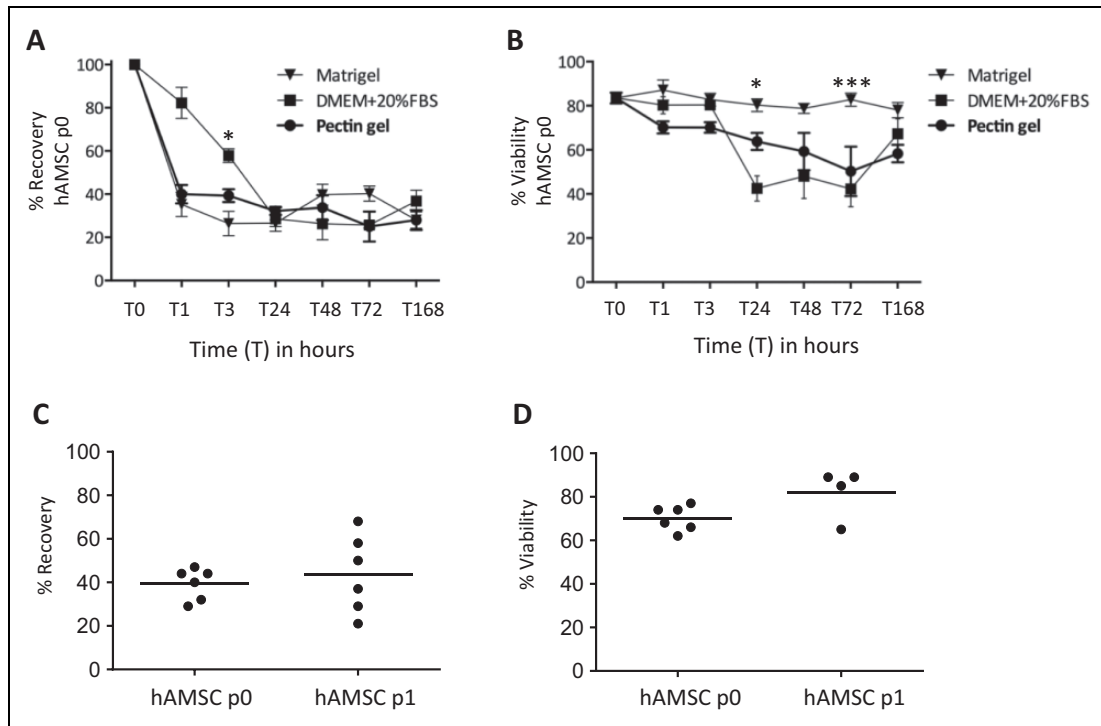 A
% Recovery
hAMSC p0
100
80
60
40
20
0
*
Matrigel
DMEM+20%FBS
Pectin gel
T0 T1 T3 T24 T48 T72 T168
Time (T) in hours
B
% Viability
hAMSC p0
100
80
60
40
20
0
* ***
Matrigel
DMEM+20%FBS
Pectin gel
T0 T1 T3 T24 T48 T72 T168
Time (T) in hours
C
% Recovery
100
80
60
40
20
0
hAMSC p0 hAMSC p1
D
% Viability
100
80
60
40
20
0
hAMSC p0 hAMSC p1